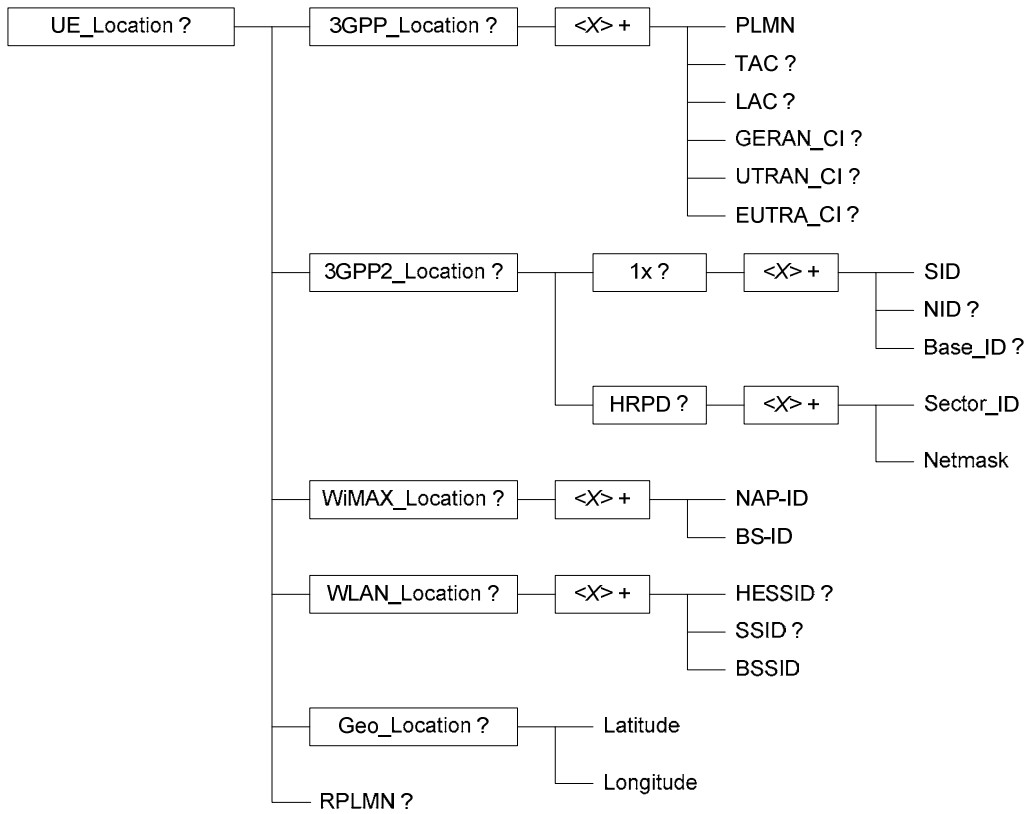 UE_Location ?
3GPP_Location ?
<X> +
PLMN
TAC ?
LAC ?
GERAN_CI ?
UTRAN_CI ?
EUTRA_CI ?
3GPP2_Location ?
1x ?
<X> +
SID
NID ?
Base_ID ?
HRPD ?
<X> +
Sector_ID
Netmask
WiMAX_Location ?
<X> +
NAP-ID
BS-ID
WLAN_Location ?
<X> +
HESSID ?
SSID ?
BSSID
Geo_Location ?
Latitude
Longitude
RPLMN ?